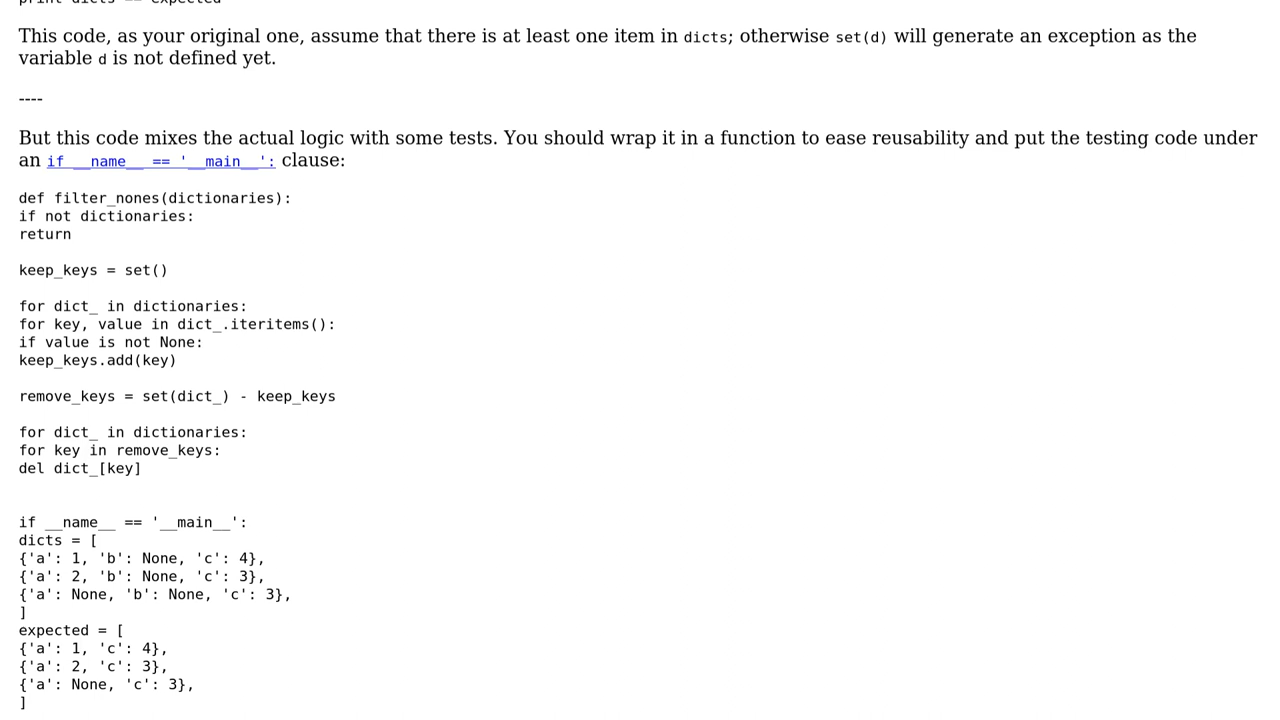 print dicts == expected
This code, as your original one, assume that there is at least one item in dicts; otherwise set(d) will generate an exception as the
variable d is not defined yet.
----
But this code mixes the actual logic with some tests. You should wrap it in a function to ease reusability and put the testing code under
an if __name__ == '__main__': clause:
def filter_nones(dictionaries):
if not dictionaries:
return
keep_keys = set()
for dict_ in dictionaries:
for key, value in dict_.iteritems():
if value is not None:
keep_keys.add(key)
remove_keys = set(dict_) - keep_keys
for dict_ in dictionaries:
for key in remove_keys:
del dict_[key]
if __name__ == '__main__':
dicts = [
{'a': 1, 'b': None, 'c': 4},
{'a': 2, 'b': None, 'c': 3},
{'a': None, 'b': None, 'c': 3},
]
expected = [
{'a': 1, 'c': 4},
{'a': 2, 'c': 3},
{'a': None, 'c': 3},
]